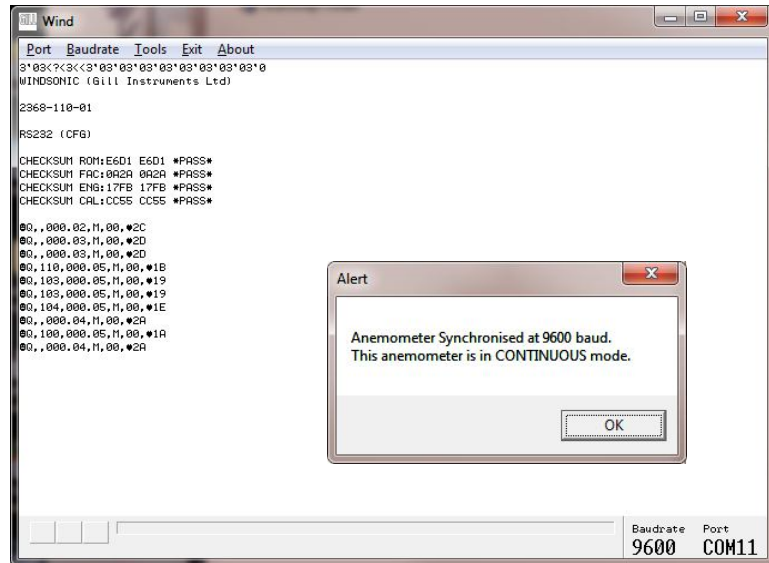 Wind
Port Baudrate Tools Exit About
3*03<?<3<<3*03*03*03*03*03*03*03*03*03*0
WINDSONIC (Gill Instruments Ltd)
2368-110-01
RS232 (CFG)
CHECKSUM ROM:E6D1 E6D1 *PASS*
CHECKSUM FAC:0A2A 0A2A *PASS*
CHECKSUM ENG:17FB 17FB *PASS*
CHECKSUM CAL:CC55 CC55 *PASS*
☻Q,,000.02,M,00,♥2C
☻Q,,000.03,M,00,♥2D
☻Q,,000.03,M,00,♥2D
☻Q,110,000.05,M,00,♥1B
☻Q,103,000.05,M,00,♥19
☻Q,103,000.05,M,00,♥19
☻Q,104,000.05,M,00,♥1E
☻Q,,000.04,M,00,♥2A
☻Q,100,000.05,M,00,♥1A
☻Q,,000.04,M,00,♥2A
Alert
Anemometer Synchronised at 9600 baud.
This anemometer is in CONTINUOUS mode.
OK
Baudrate Port
9600 COM11